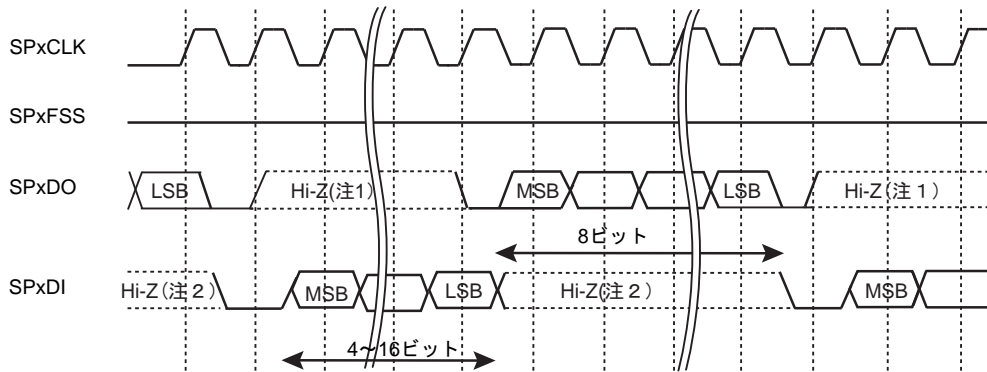 SPxCLK
SPxFSS
SPxDO
LSB
Hi-Z(注1)
MSB
LSB
Hi-Z(注１)
8ビット
SPxDI
Hi-Z(注２)
MSB
LSB
Hi-Z(注２)
MSB
4～16ビット